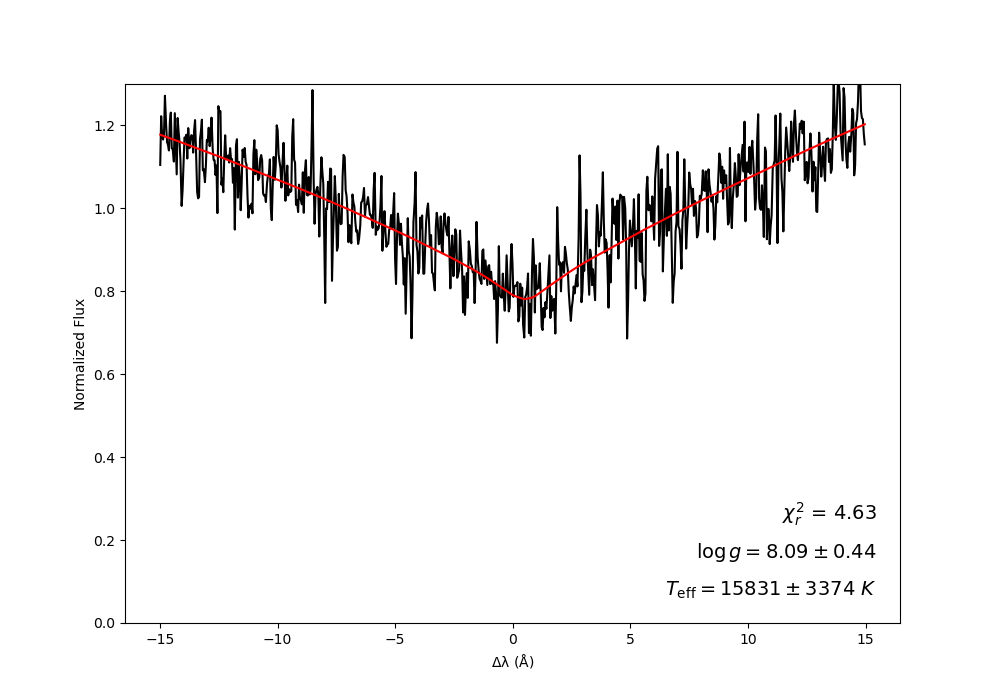 1.2
1.0
0.8
0.6
0.4
0.2
0.0
Normalized Flux
χ²ᵣ = 4.63
log g = 8.09 ± 0.44
T_eff = 15831 ± 3374 K
−15
−10
−5
0
5
10
15
Δλ (Å)